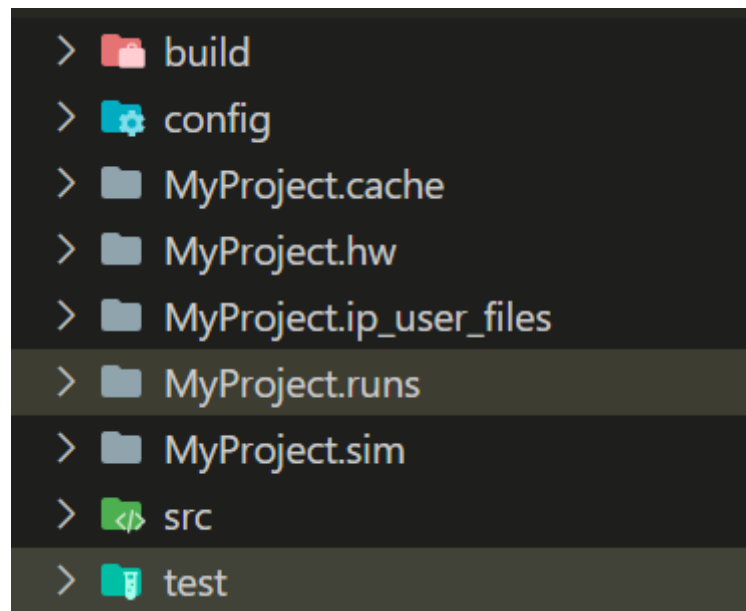 build
config
MyProject.cache
MyProject.hw
MyProject.ip_user_files
MyProject.runs
MyProject.sim
src
test